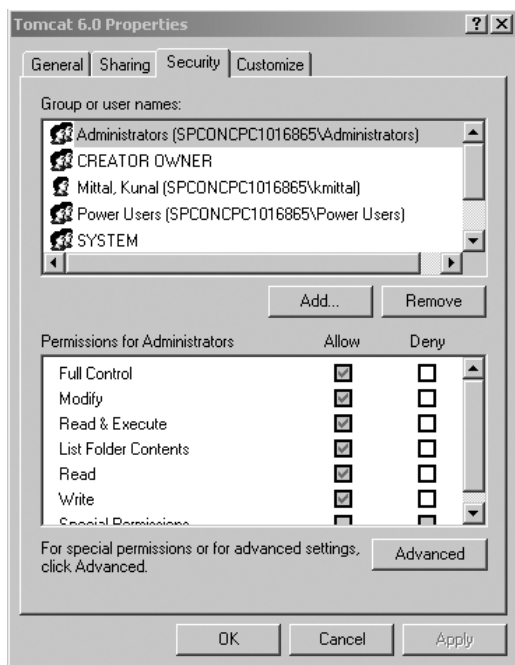 Tomcat 6.0 Properties
General Sharing Security Customize
Group or user names:
Administrators (SPCONCPC1016865\Administrators)
CREATOR OWNER
Mittal, Kunal (SPCONCPC1016865\kmittal)
Power Users (SPCONCPC1016865\Power Users)
SYSTEM
Add... Remove
Permissions for Administrators Allow Deny
Full Control
Modify
Read & Execute
List Folder Contents
Read
Write
Special Permissions
For special permissions or for advanced settings, Advanced
click Advanced.
OK Cancel Apply